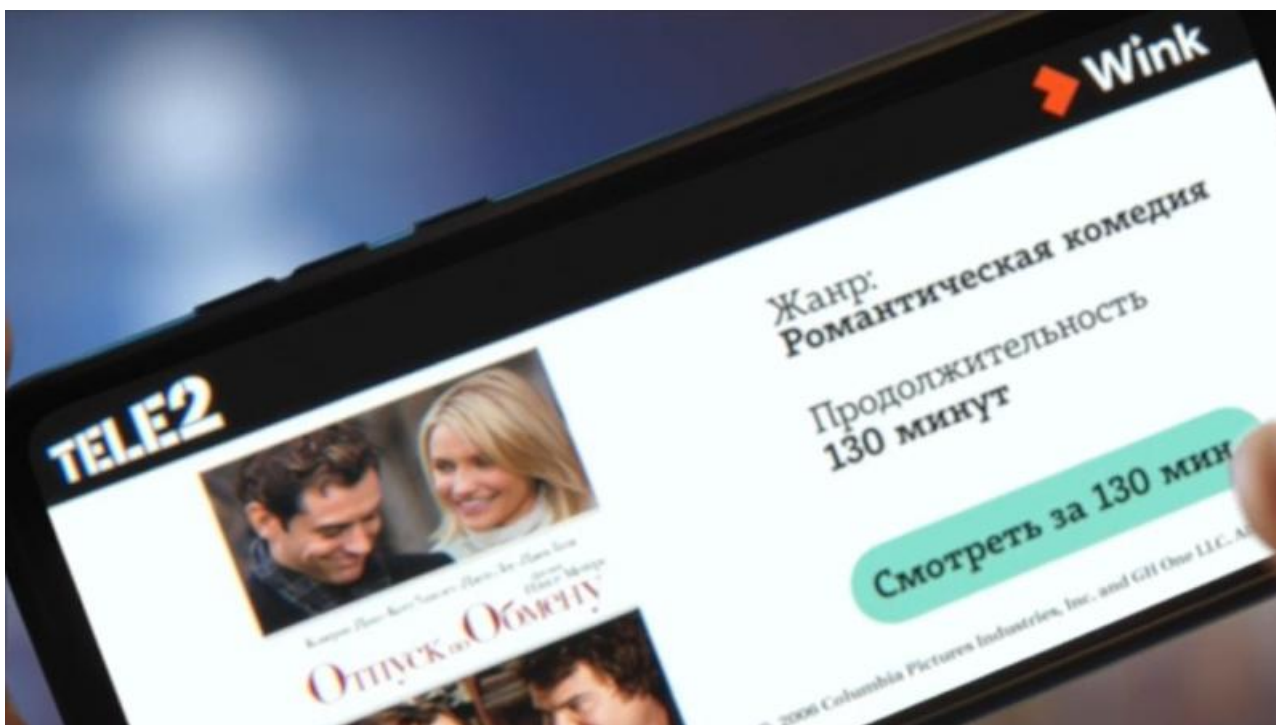 Wink
TELE2
Жанр:
Романтическая комедия
Продолжительность
130 минут
Смотреть за 130 мин
Отпуск по Обмену
2006 Columbia Pictures Industries, Inc. and GH One LLC.